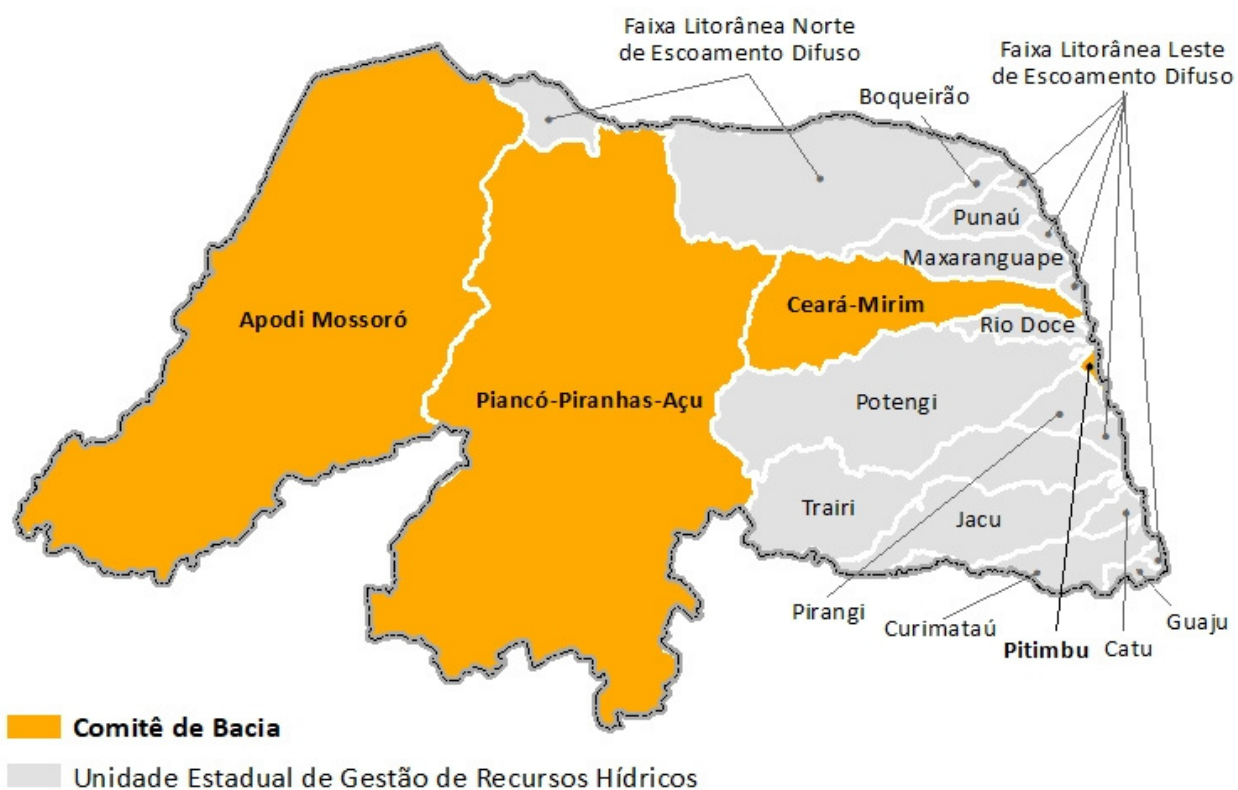 Faixa Litorânea Norte
de Escoamento Difuso
Faixa Litorânea Leste
de Escoamento Difuso
Boqueirão
Punaú
Maxaranguape
Ceará-Mirim
Apodi Mossoró
Rio Doce
Piancó-Piranhas-Açu
Potengi
Trairi
Jacu
Pirangi
Curimataú
Guaju
Pitimbu
Catu
Comitê de Bacia
Unidade Estadual de Gestão de Recursos Hídricos